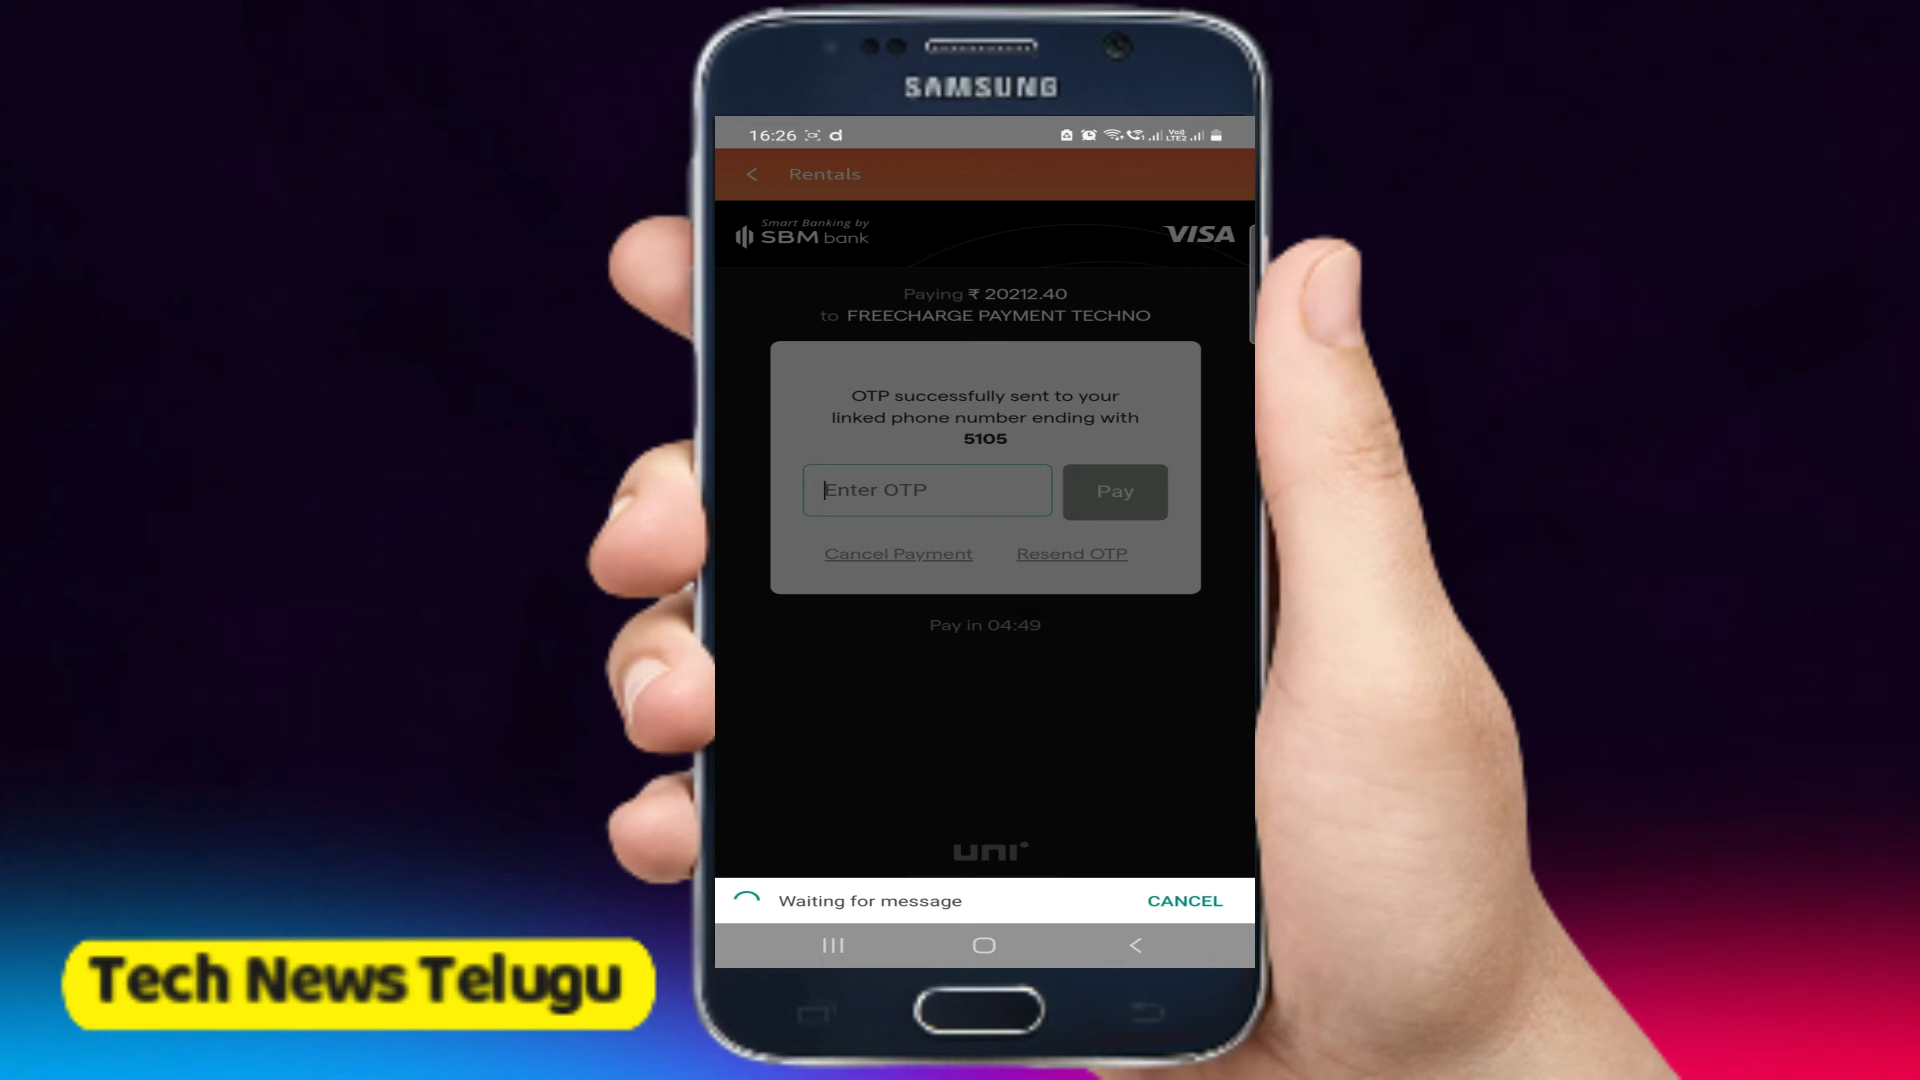 SAMSUNG
16:26
Rentals
Smart Banking by
SBM bank
VISA
Paying ₹ 20212.40
to FREECHARGE PAYMENT TECHNO
OTP successfully sent to your
linked phone number ending with
5105
Enter OTP
Pay
Cancel Payment
Resend OTP
Pay in 04:49
uni
Waiting for message
CANCEL
Tech News Telugu